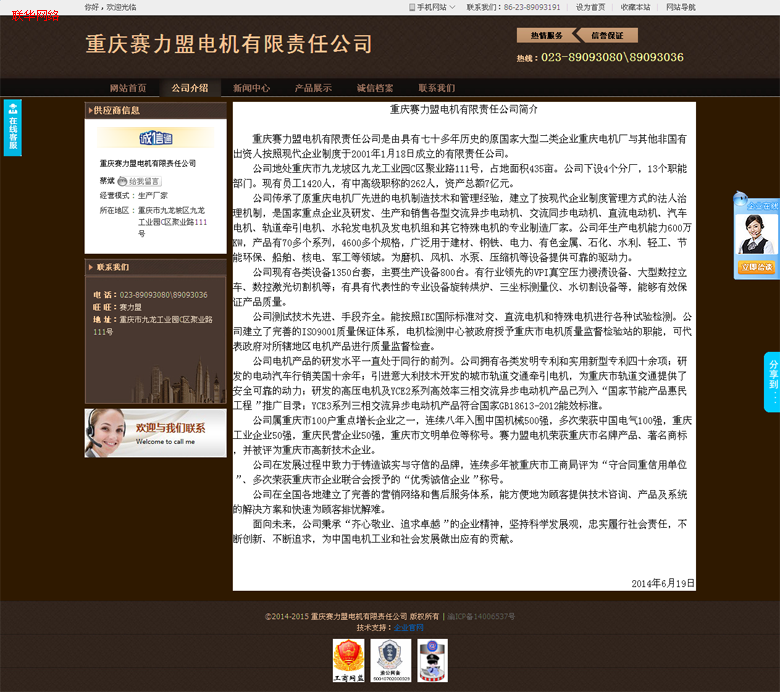 联华网络
你好，欢迎光临
手机网站
联系我们：86-23-89093191
设为首页
收藏本站
网站导航
重庆赛力盟电机有限责任公司
热情服务
信誉保证
热线：023-89093080\89093036
网站首页
公司介绍
新闻中心
产品展示
诚信档案
联系我们
在线客服
供应商信息
诚信通
重庆赛力盟电机有限责任公司
蔡斌 给我留言
经营模式：生产厂家
所在地区：重庆市九龙坡区九龙
工业园C区聚业路111
号
联系我们
电 话：023-89093080\89093036
旺 旺：赛力盟
地 址：重庆市九龙工业园C区聚业路
111号
欢迎与我们联系
Welcome to call me
重庆赛力盟电机有限责任公司简介
重庆赛力盟电机有限责任公司是由具有七十多年历史的原国家大型二类企业重庆电机厂与其他非国有
出资人按照现代企业制度于2001年1月18日成立的有限责任公司。
公司地处重庆市九龙坡区九龙工业园C区聚业路111号，占地面积435亩。公司下设4个分厂，13个职能
部门。现有员工1420人，有中高级职称的262人，资产总额7亿元。
公司传承了原重庆电机厂先进的电机制造技术和管理经验，建立了按现代企业制度管理方式的法人治
理机制，是国家重点企业及研发、生产和销售各型交流异步电动机、交流同步电动机、直流电动机、汽车
电机、轨道牵引电机、水轮发电机及发电机组和其它特殊电机的专业制造厂家。公司年生产电机能力600万
KW，产品有70多个系列，4600多个规格，广泛用于建材、钢铁、电力、有色金属、石化、水利、轻工、节
能环保、船舶、核电、军工等领域。为磨机、风机、水泵、压缩机等设备提供可靠的驱动力。
公司现有各类设备1350台套，主要生产设备800台。有行业领先的VPI真空压力浸渍设备、大型数控立
车、数控激光切割机等；有具有代表性的专业设备旋转烘炉、三坐标测量仪、水切割设备等，能够有效保
证产品质量。
公司测试技术先进、手段齐全。能按照IEC国际标准对交、直流电机和特殊电机进行各种试验检测。公
司建立了完善的ISO9001质量保证体系，电机检测中心被政府授予重庆市电机质量监督检验站的职能，可代
表政府对所辖地区电机产品进行质量监督检查。
公司电机产品的研发水平一直处于同行的前列。公司拥有各类发明专利和实用新型专利四十余项；研
发的电动汽车行销美国十余年；引进意大利技术开发的城市轨道交通牵引电机，为重庆市轨道交通提供了
安全可靠的动力；研发的高压电机及YCE2系列高效率三相交流异步电动机产品已列入“国家节能产品惠民
工程”推广目录；YCE3系列三相交流异步电动机产品符合国家GB18613-2012能效标准。
公司属重庆市100户重点增长企业之一，连续八年入围中国机械500强，多次荣获中国电气100强，重庆
工业企业50强，重庆民营企业50强，重庆市文明单位等称号。赛力盟电机荣获重庆市名牌产品、著名商标
，并被评为重庆市高新技术企业。
公司在发展过程中致力于铸造诚实与守信的品牌，连续多年被重庆市工商局评为“守合同重信用单位
”、多次荣获重庆市企业联合会授予的“优秀诚信企业”称号。
公司在全国各地建立了完善的营销网络和售后服务体系，能方便地为顾客提供技术咨询、产品及系统
的解决方案和快速为顾客排忧解难。
面向未来，公司秉承“齐心敬业、追求卓越”的企业精神，坚持科学发展观，忠实履行社会责任，不
断创新、不断追求，为中国电机工业和社会发展做出应有的贡献。
2014年6月19日
企业在线
立即洽谈
分享到
©2014-2015 重庆赛力盟电机有限责任公司 版权所有 | 渝ICP备14006537号
技术支持：企业官网
工商网监
渝公网备